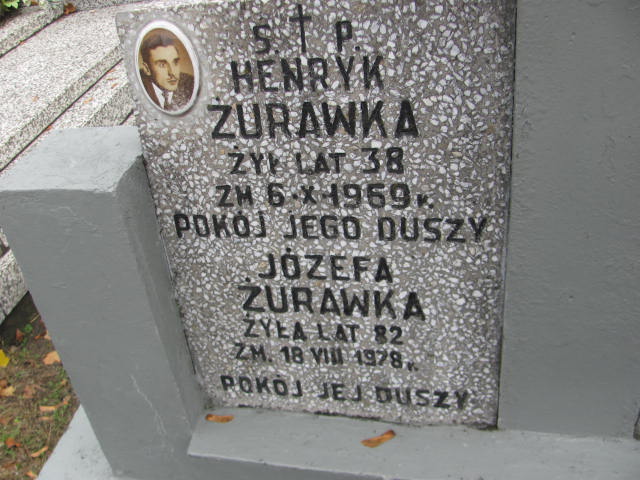 Ś. † P.
HENRYK
ŻURAWKA
ŻYŁ LAT 38
ZM 6-X-1969 R.
POKÓJ JEGO DUSZY
JÓZEFA
ŻURAWKA
ŻYŁA LAT 82
ZM. 18 VIII 1978 R.
POKÓJ JEJ DUSZY